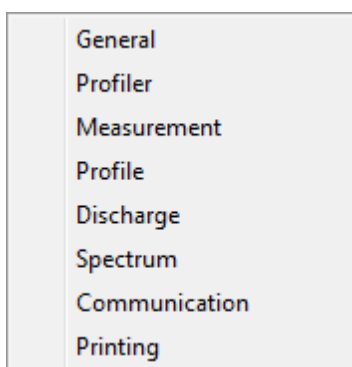 General
Profiler
Measurement
Profile
Discharge
Spectrum
Communication
Printing